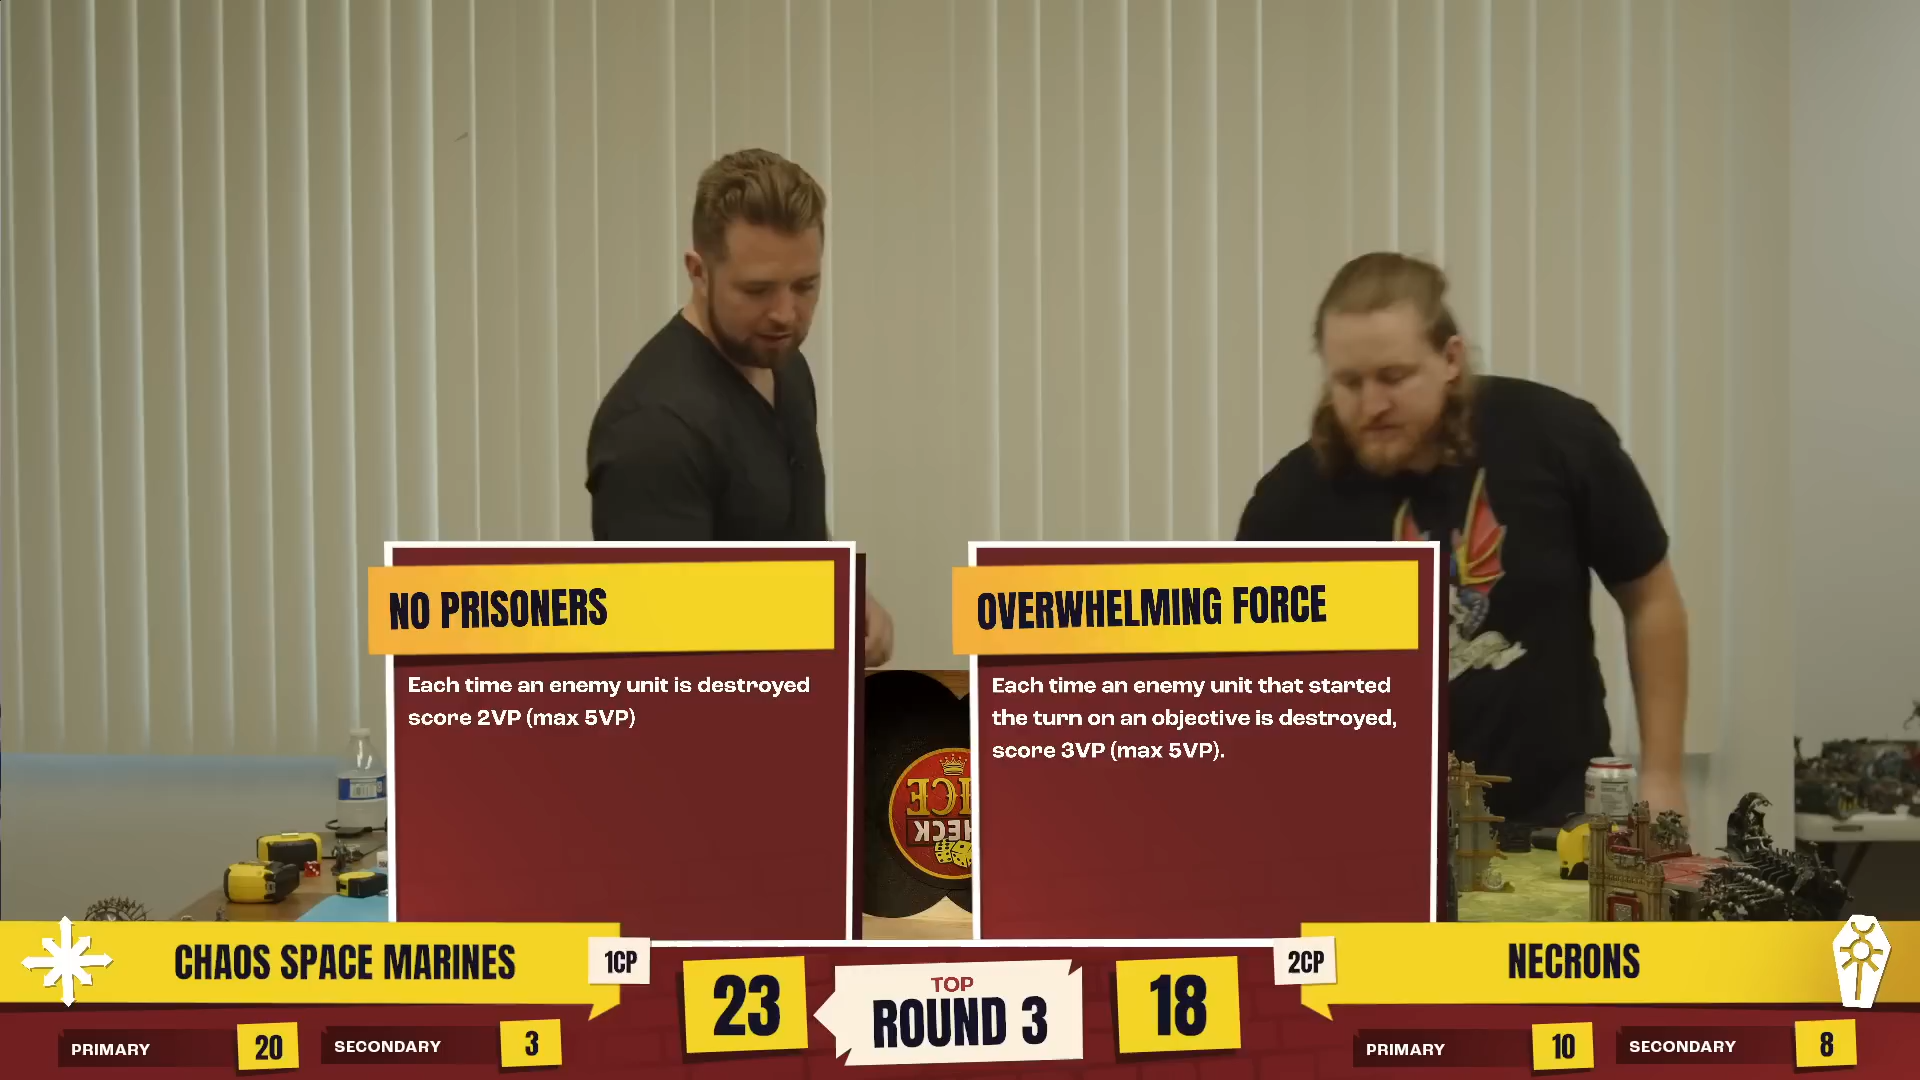 NO PRISONERS
Each time an enemy unit is destroyed
score 2VP (max 5VP)
OVERWHELMING FORCE
Each time an enemy unit that started
the turn on an objective is destroyed,
score 3VP (max 5VP).
CHAOS SPACE MARINES
1CP
23
TOP
ROUND 3
18
2CP
NECRONS
PRIMARY
20
SECONDARY
3
PRIMARY
10
SECONDARY
8